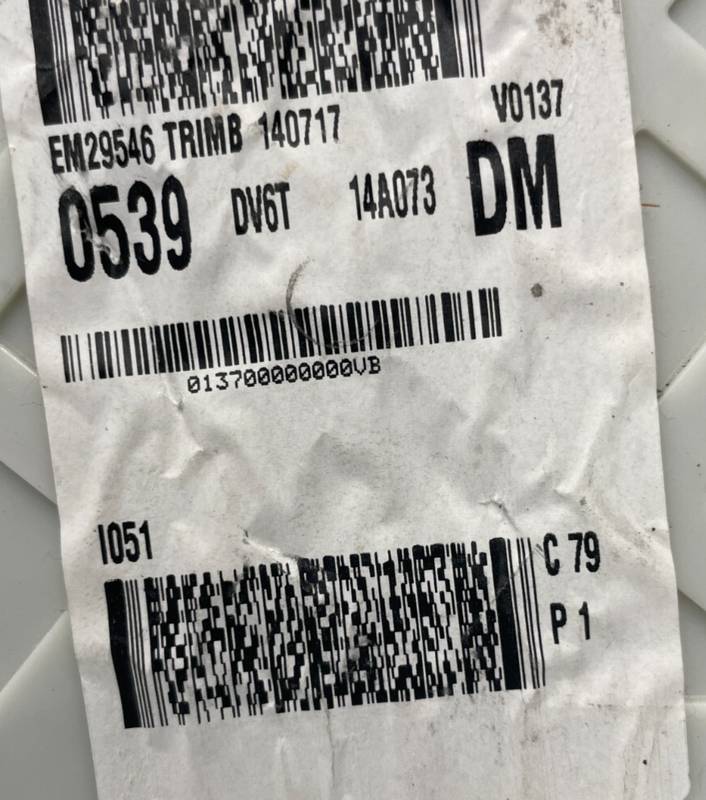 V0137
EM29546 TRIMB 140717
0539 DV6T 14A073 DM
013700000000VB
I051
C 79
P 1